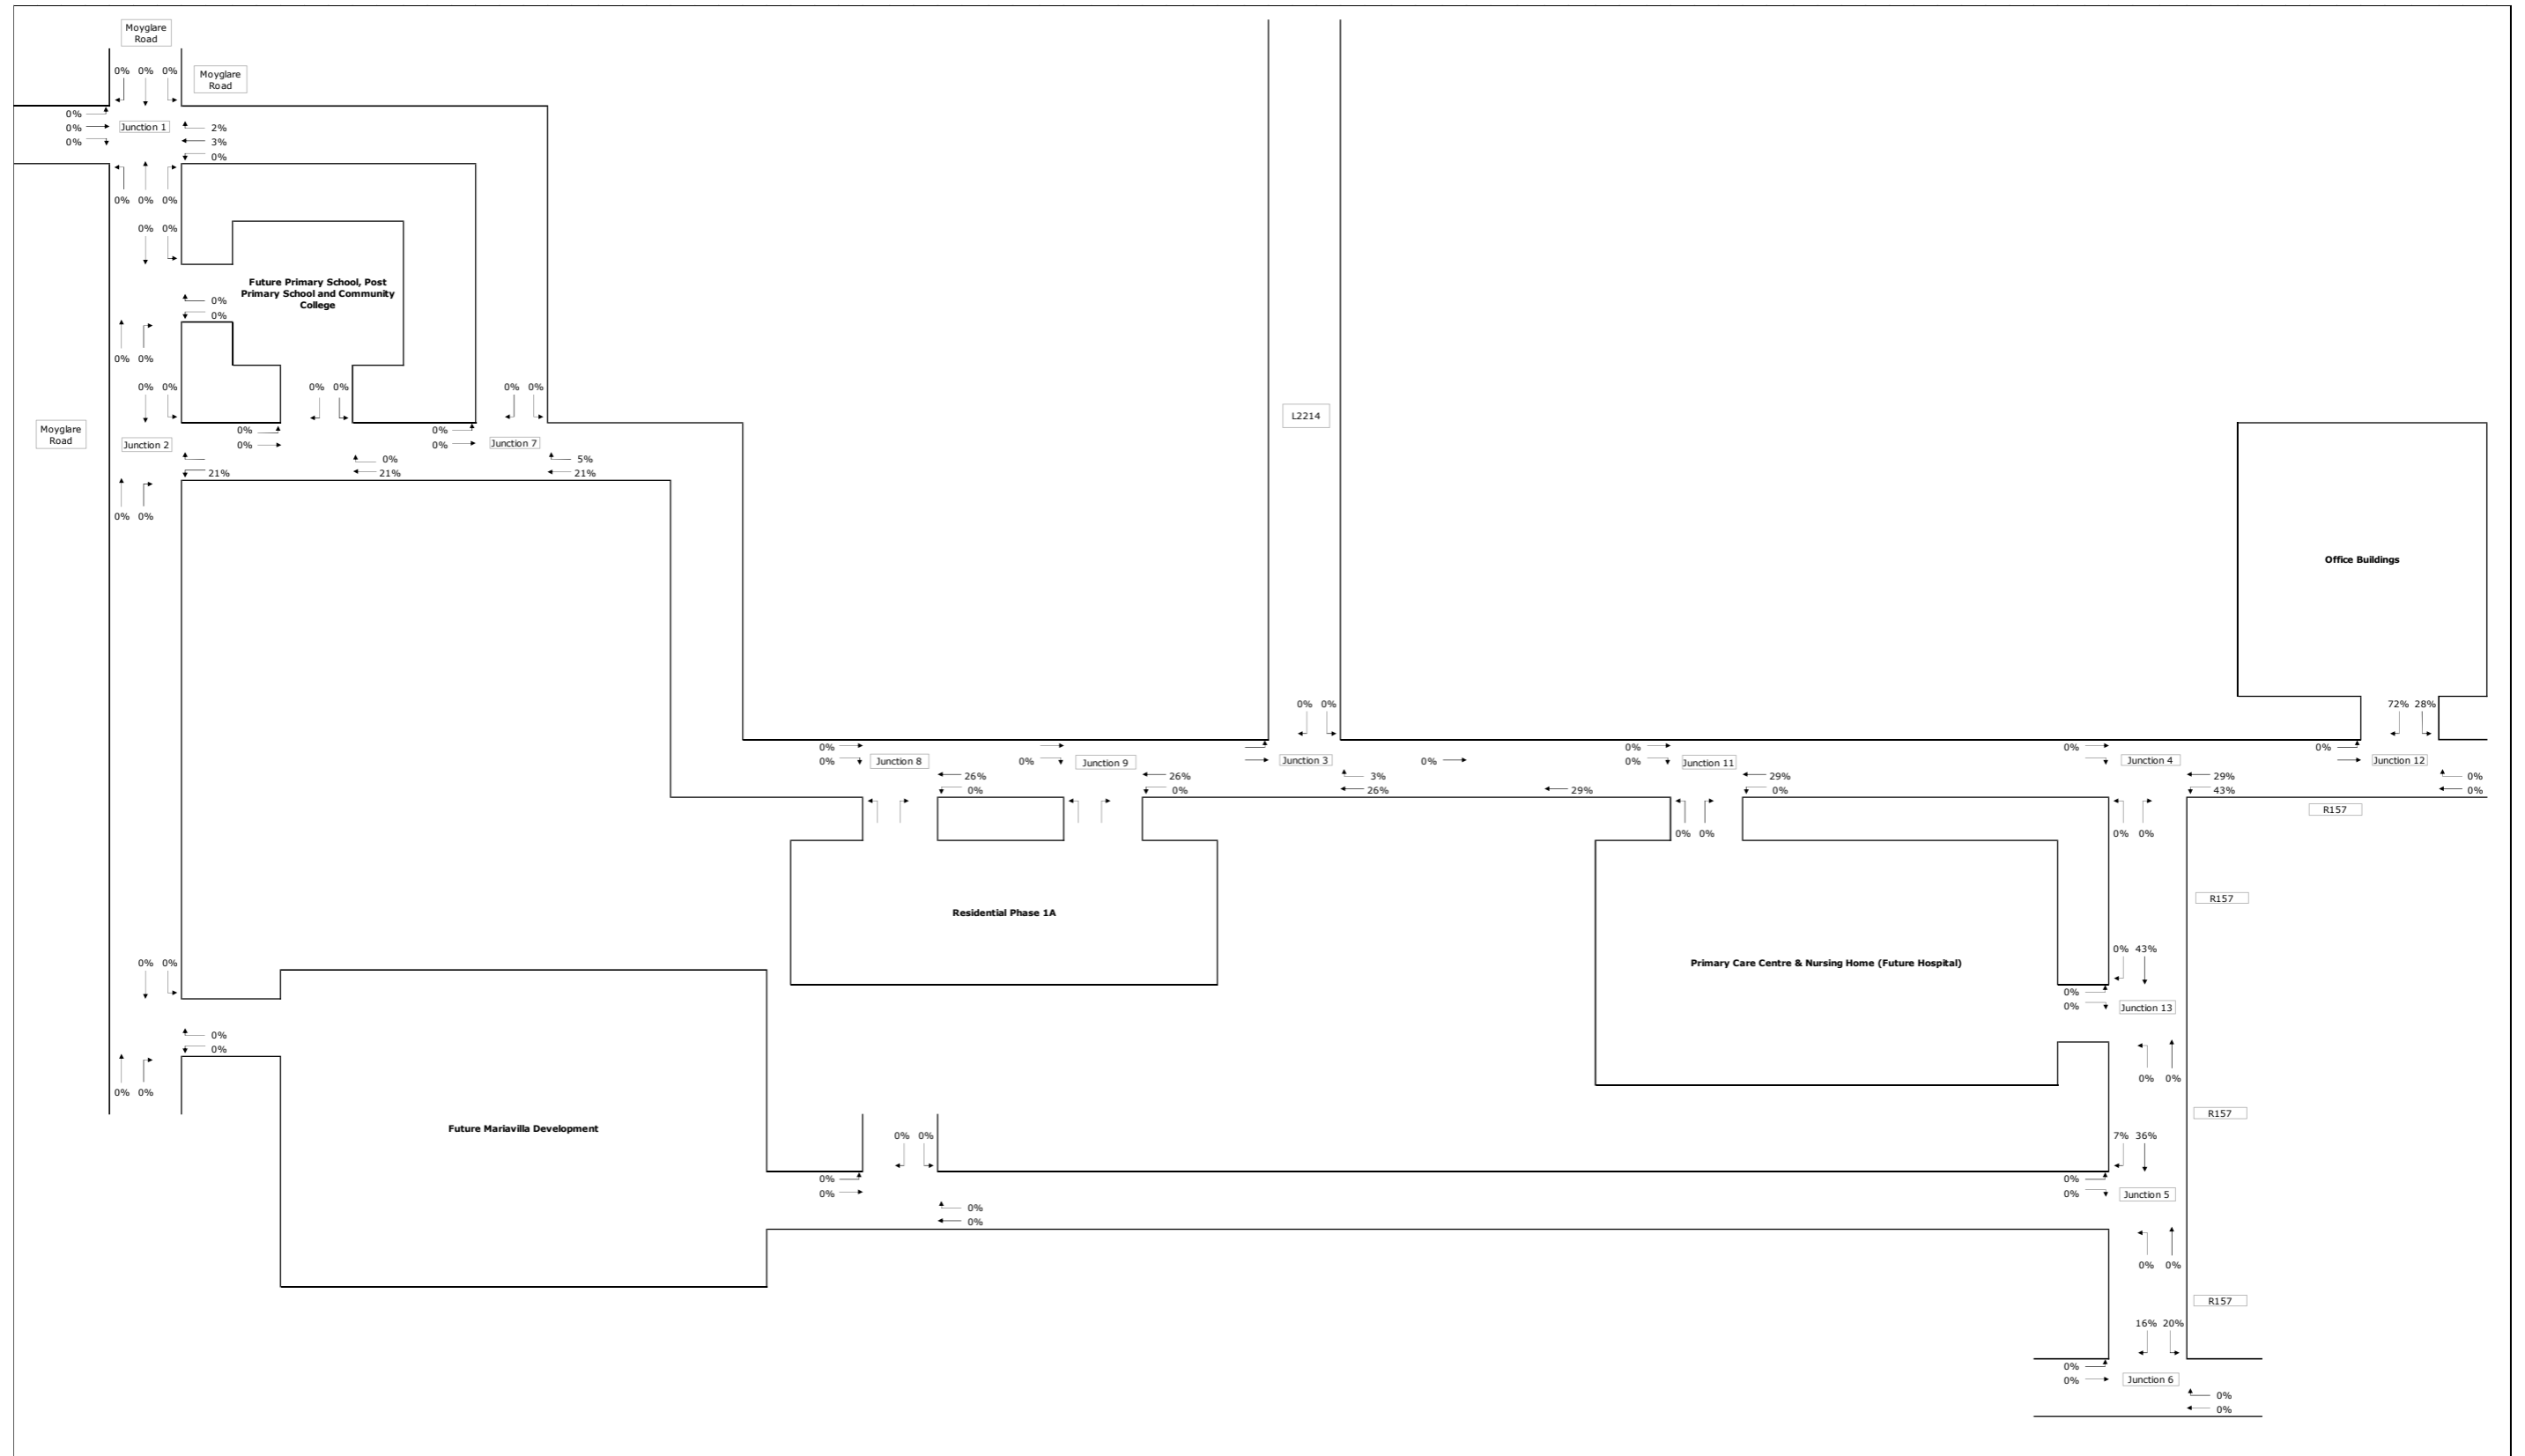 Moyglare
Road
0% 0% 0%
Moyglare
Road
0%
0%
0%
Junction 1
2%
3%
0%
0% 0% 0%
0% 0%
Future Primary School, Post
Primary School and Community
College
0%
0%
0% 0%
0% 0%
0% 0%
0% 0%
Moyglare
Road
L2214
0%
0%
0%
0%
Junction 2
Junction 7
0%
5%
21%
21%
21%
0% 0%
Office Buildings
0% 0%
72% 28%
0%
0%
0%
0%
0%
0%
0%
0%
Junction 8
Junction 9
Junction 3
Junction 11
Junction 4
Junction 12
0%
26%
0%
26%
0%
3%
26%
29%
29%
0%
29%
43%
0%
0%
R157
0% 0%
0% 0%
R157
Residential Phase 1A
0% 43%
Primary Care Centre & Nursing Home (Future Hospital)
0% 0%
0%
0%
Junction 13
0%
0%
0% 0%
0% 0%
R157
Future Mariavilla Development
0% 0%
7% 36%
0%
0%
0%
0%
Junction 5
0%
0%
0% 0%
R157
16% 20%
0%
0%
Junction 6
0%
0%